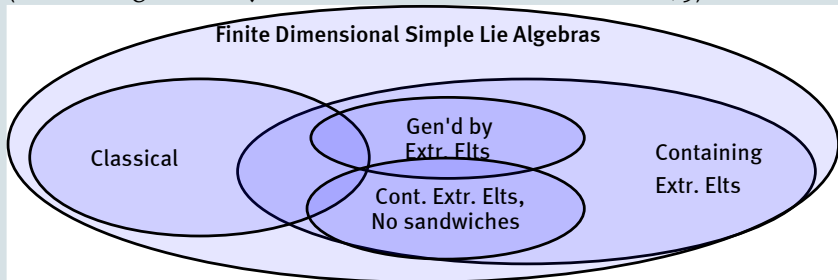 Finite Dimensional Simple Lie Algebras
Classical
Gen'd by
Extr. Elts
Cont. Extr. Elts,
No sandwiches
Containing
Extr. Elts